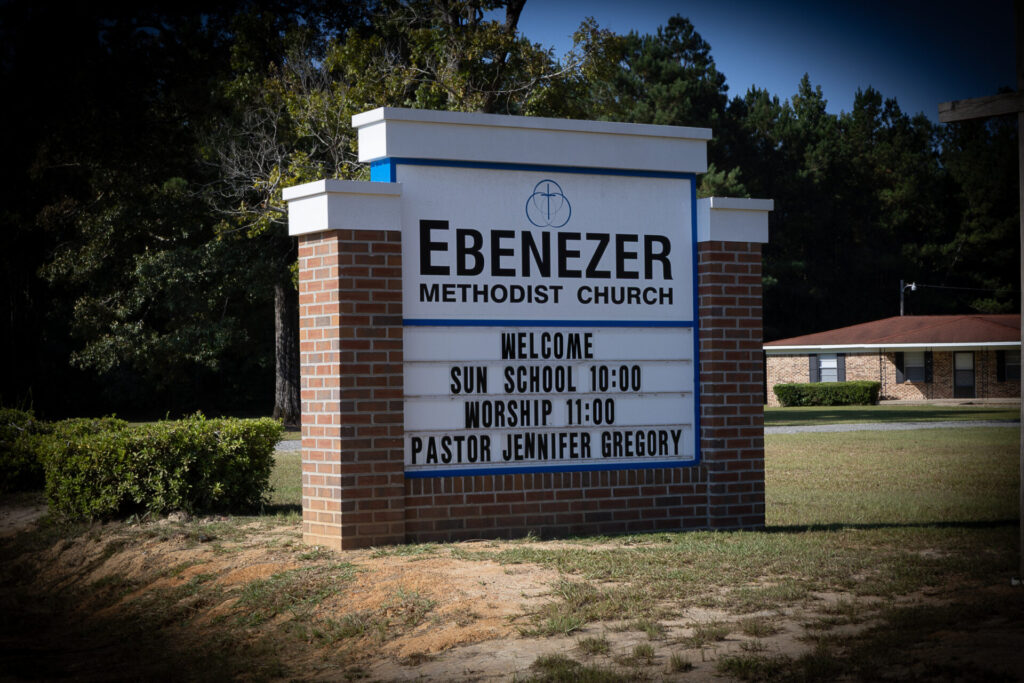 EBENEZER
METHODIST CHURCH
WELCOME
SUN SCHOOL 10:00
WORSHIP 11:00
PASTOR JENNIFER GREGORY